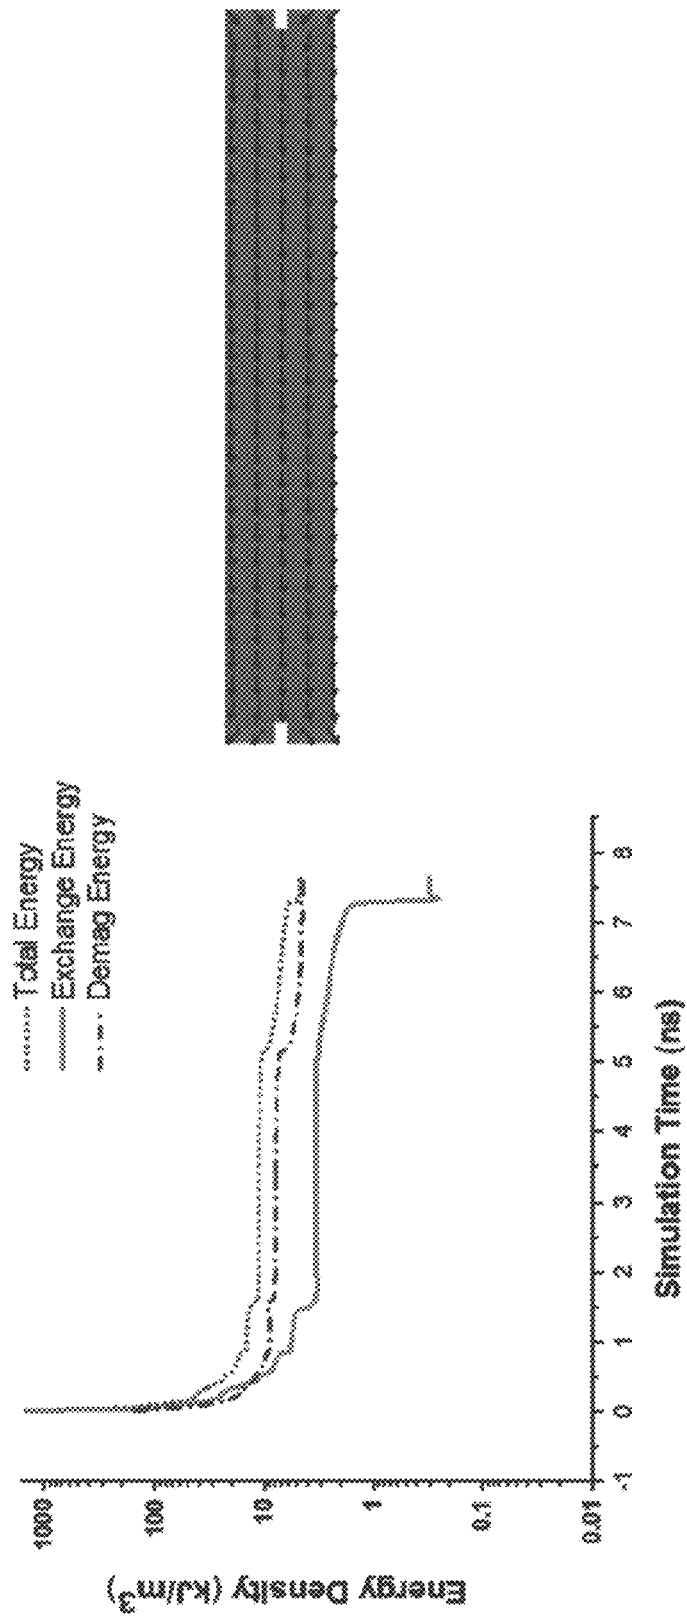 Total Energy
Exchange Energy
Demag Energy
Energy Density (kJ/m³)
1000
100
10
1
0.1
0.01
-1 0 1 2 3 4 5 6 7 8
Simulation Time (ns)